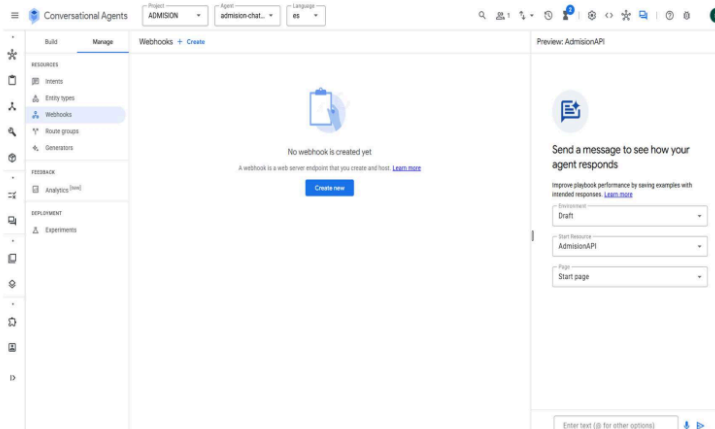 Conversational Agents
Project
ADMISION
Agent
admision-chat...
Language
es
1
2
Build
Manage
Webhooks
+ Create
Preview: AdmisionAPI
RESOURCES
Intents
Entity types
Webhooks
Route groups
Generators
FEEDBACK
Analytics [NEW]
DEPLOYMENT
Experiments
No webhook is created yet
A webhook is a web server endpoint that you create and host. Learn more
Create new
Send a message to see how your
agent responds
Improve playbook performance by saving examples with
intended responses. Learn more
Environment
Draft
Start Resource
AdmisionAPI
Page
Start page
Enter text (@ for other options)